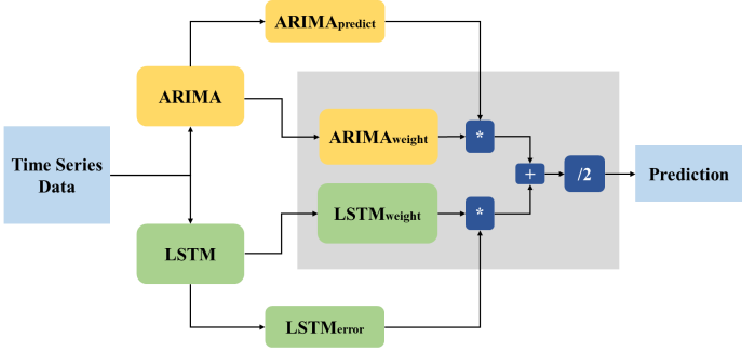 ARIMApredict
ARIMA
ARIMAweight
*
Time Series
Data
+
/2
Prediction
LSTMweight
*
LSTM
LSTMerror